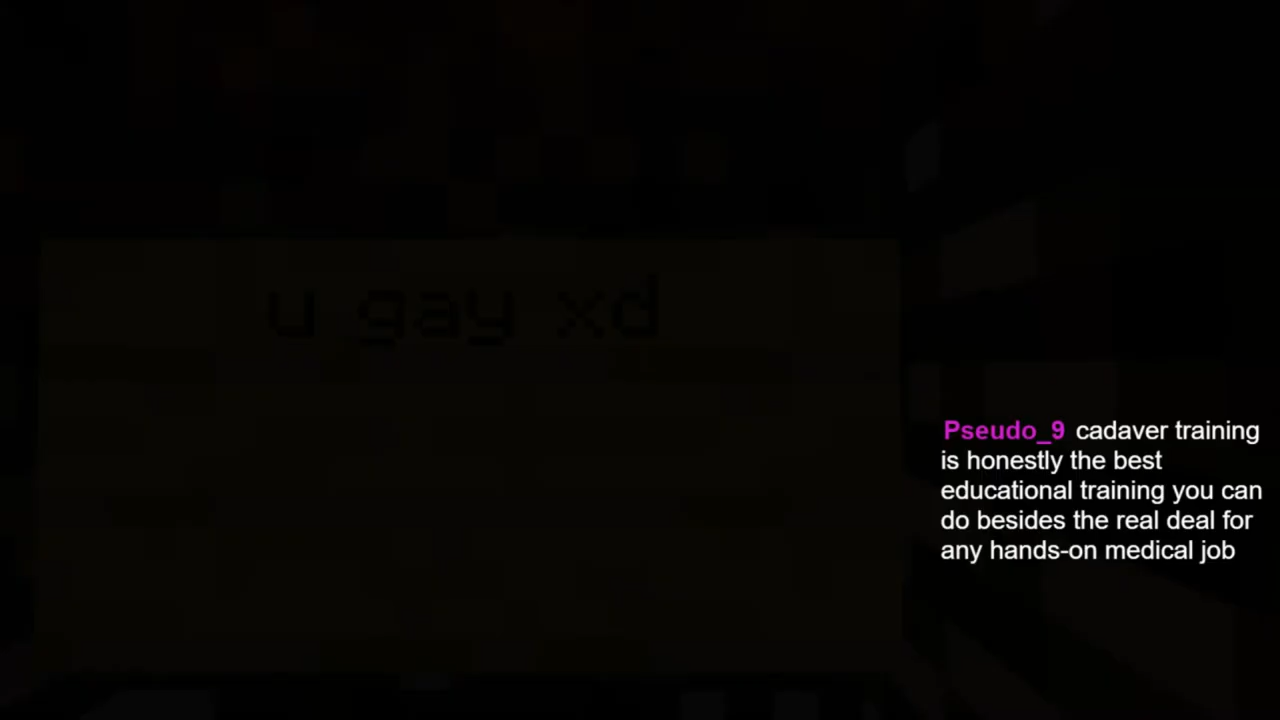 u gay xd
Pseudo_9 cadaver training
is honestly the best
educational training you can
do besides the real deal for
any hands-on medical job